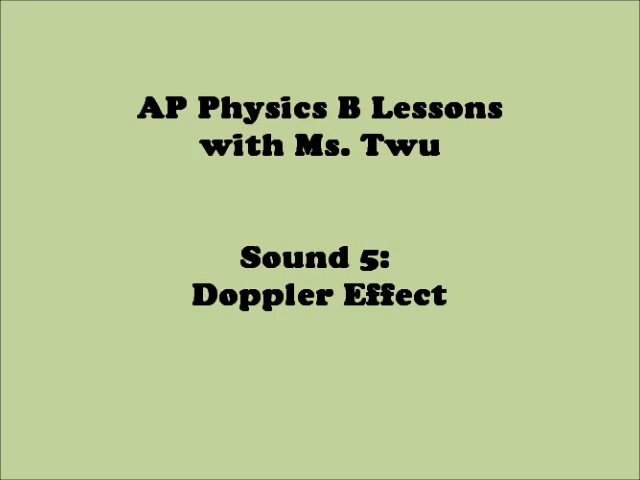 AP Physics B Lessons
with Ms. Twu
Sound 5:
Doppler Effect